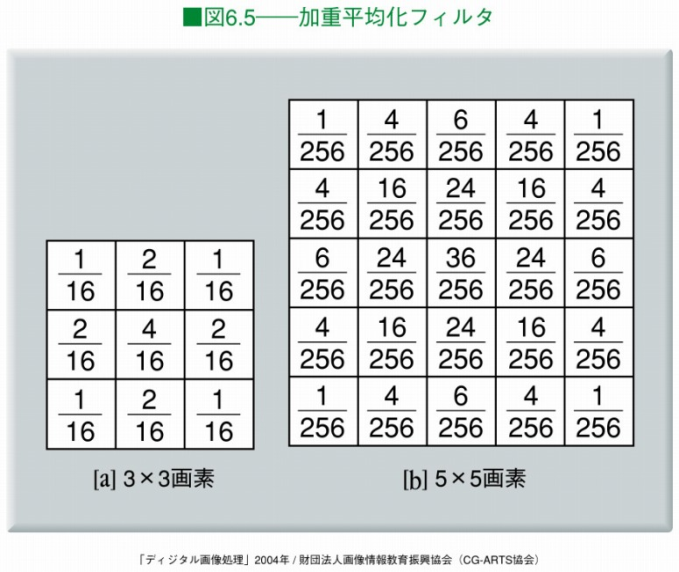 ■図6.5──加重平均化フィルタ
1/16 2/16 1/16
2/16 4/16 2/16
1/16 2/16 1/16
[a] 3×3画素
1/256 4/256 6/256 4/256 1/256
4/256 16/256 24/256 16/256 4/256
6/256 24/256 36/256 24/256 6/256
4/256 16/256 24/256 16/256 4/256
1/256 4/256 6/256 4/256 1/256
[b] 5×5画素
「ディジタル画像処理」2004年 / 財団法人画像情報教育振興協会（CG-ARTS協会）